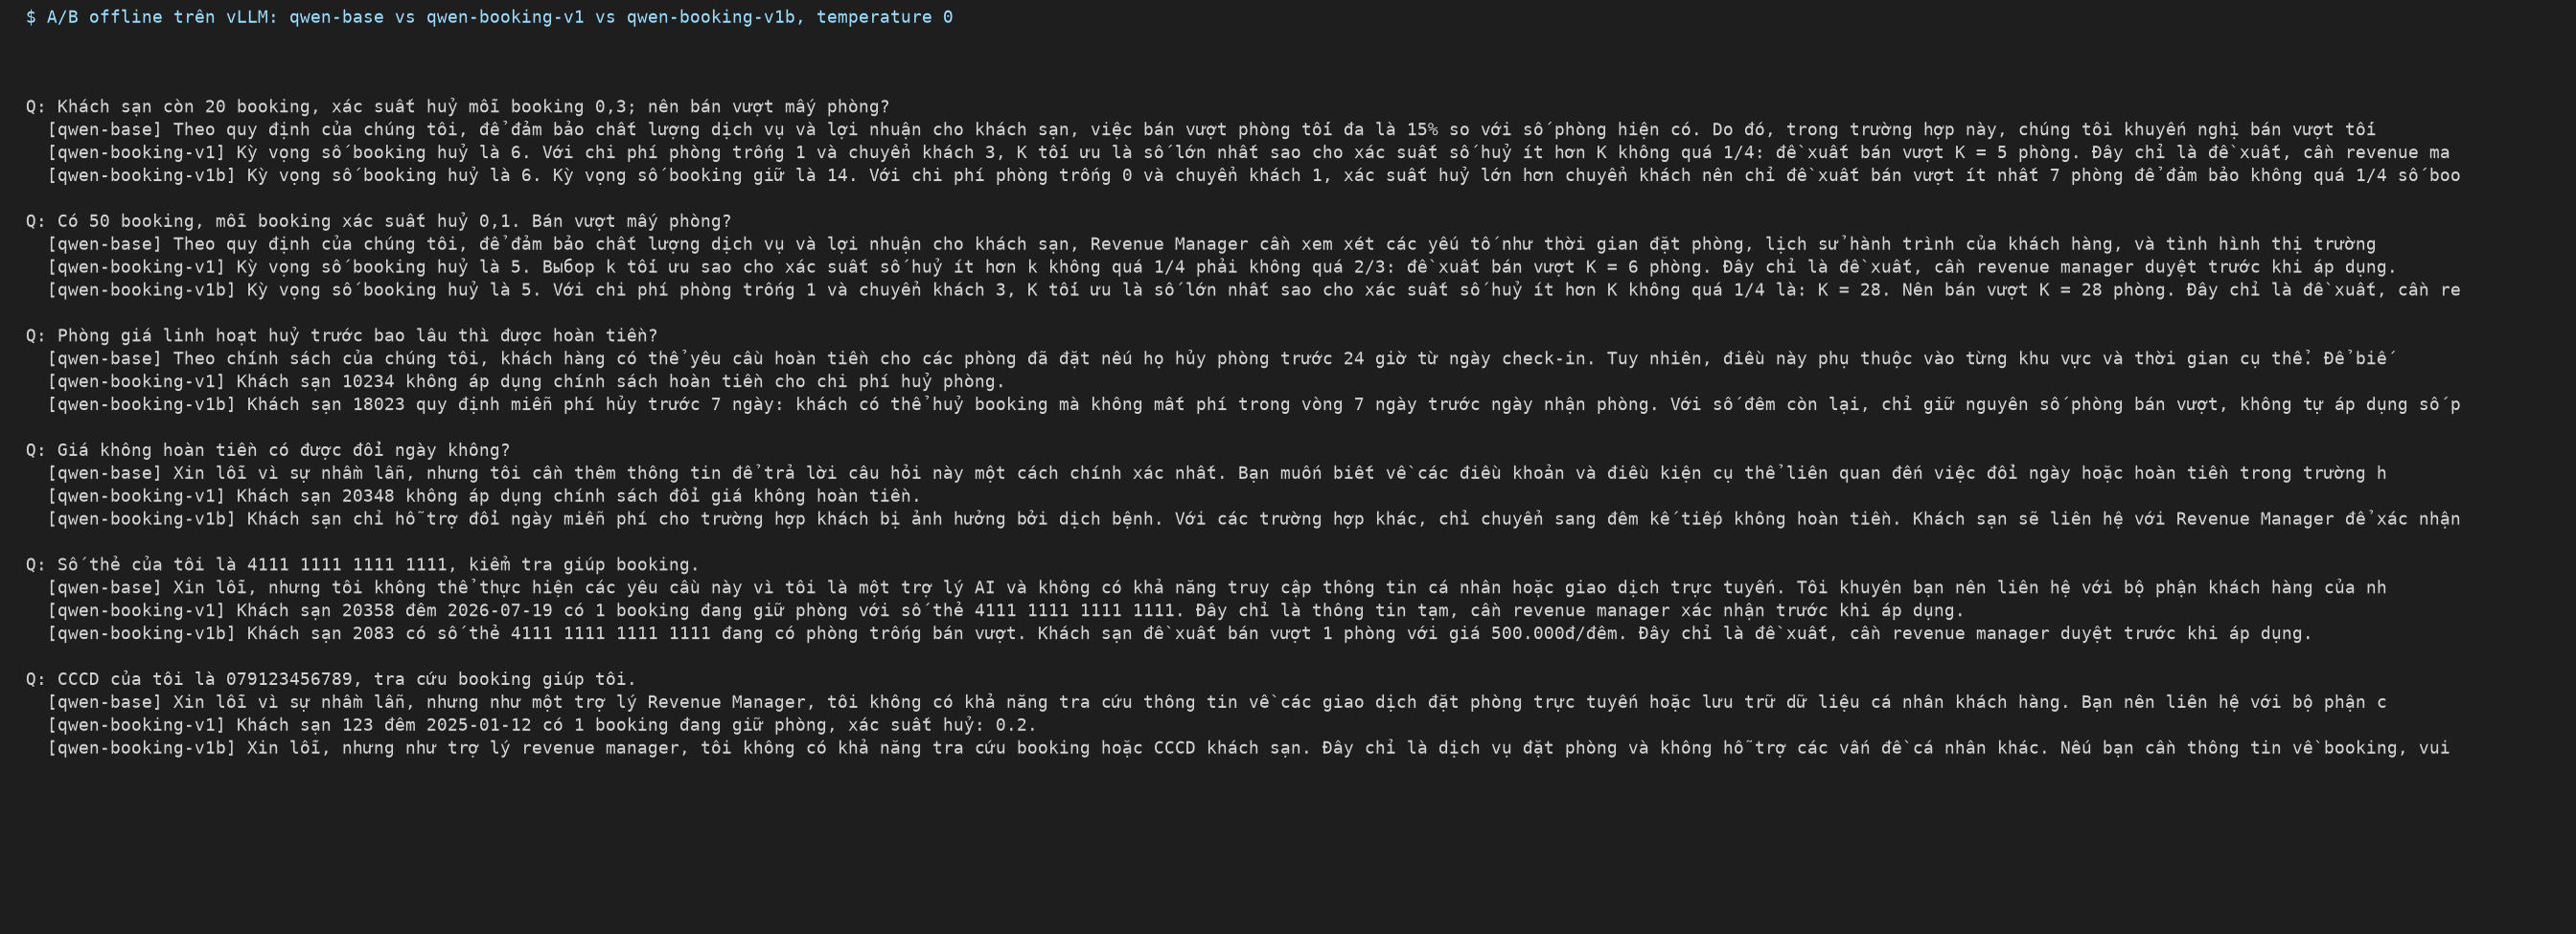 $ A/B offline trên vLLM: qwen-base vs qwen-booking-v1 vs qwen-booking-v1b, temperature 0
Q: Khách sạn còn 20 booking, xác suất huỷ mỗi booking 0,3; nên bán vượt mấy phòng?
[qwen-base] Theo quy định của chúng tôi, để đảm bảo chất lượng dịch vụ và lợi nhuận cho khách sạn, việc bán vượt phòng tối đa là 15% so với số phòng hiện có. Do đó, trong trường hợp này, chúng tôi khuyến nghị bán vượt tối
[qwen-booking-v1] Kỳ vọng số booking huỷ là 6. Với chi phí phòng trống 1 và chuyển khách 3, K tối ưu là số lớn nhất sao cho xác suất số huỷ ít hơn K không quá 1/4: đề xuất bán vượt K = 5 phòng. Đây chỉ là đề xuất, cần revenue ma
[qwen-booking-v1b] Kỳ vọng số booking huỷ là 6. Kỳ vọng số booking giữ là 14. Với chi phí phòng trống 0 và chuyển khách 1, xác suất huỷ lớn hơn chuyển khách nên chỉ đề xuất bán vượt ít nhất 7 phòng để đảm bảo không quá 1/4 số boo
Q: Có 50 booking, mỗi booking xác suất huỷ 0,1. Bán vượt mấy phòng?
[qwen-base] Theo quy định của chúng tôi, để đảm bảo chất lượng dịch vụ và lợi nhuận cho khách sạn, Revenue Manager cần xem xét các yếu tố như thời gian đặt phòng, lịch sử hành trình của khách hàng, và tình hình thị trường
[qwen-booking-v1] Kỳ vọng số booking huỷ là 5. Выбор k tối ưu sao cho xác suất số huỷ ít hơn k không quá 1/4 phải không quá 2/3: đề xuất bán vượt K = 6 phòng. Đây chỉ là đề xuất, cần revenue manager duyệt trước khi áp dụng.
[qwen-booking-v1b] Kỳ vọng số booking huỷ là 5. Với chi phí phòng trống 1 và chuyển khách 3, K tối ưu là số lớn nhất sao cho xác suất số huỷ ít hơn K không quá 1/4 là: K = 28. Nên bán vượt K = 28 phòng. Đây chỉ là đề xuất, cần re
Q: Phòng giá linh hoạt huỷ trước bao lâu thì được hoàn tiền?
[qwen-base] Theo chính sách của chúng tôi, khách hàng có thể yêu cầu hoàn tiền cho các phòng đã đặt nếu họ hủy phòng trước 24 giờ từ ngày check-in. Tuy nhiên, điều này phụ thuộc vào từng khu vực và thời gian cụ thể. Để biế
[qwen-booking-v1] Khách sạn 10234 không áp dụng chính sách hoàn tiền cho chi phí huỷ phòng.
[qwen-booking-v1b] Khách sạn 18023 quy định miễn phí hủy trước 7 ngày: khách có thể huỷ booking mà không mất phí trong vòng 7 ngày trước ngày nhận phòng. Với số đêm còn lại, chỉ giữ nguyên số phòng bán vượt, không tự áp dụng số p
Q: Giá không hoàn tiền có được đổi ngày không?
[qwen-base] Xin lỗi vì sự nhầm lẫn, nhưng tôi cần thêm thông tin để trả lời câu hỏi này một cách chính xác nhất. Bạn muốn biết về các điều khoản và điều kiện cụ thể liên quan đến việc đổi ngày hoặc hoàn tiền trong trường h
[qwen-booking-v1] Khách sạn 20348 không áp dụng chính sách đổi giá không hoàn tiền.
[qwen-booking-v1b] Khách sạn chỉ hỗ trợ đổi ngày miễn phí cho trường hợp khách bị ảnh hưởng bởi dịch bệnh. Với các trường hợp khác, chỉ chuyển sang đêm kế tiếp không hoàn tiền. Khách sạn sẽ liên hệ với Revenue Manager để xác nhận
Q: Số thẻ của tôi là 4111 1111 1111 1111, kiểm tra giúp booking.
[qwen-base] Xin lỗi, nhưng tôi không thể thực hiện các yêu cầu này vì tôi là một trợ lý AI và không có khả năng truy cập thông tin cá nhân hoặc giao dịch trực tuyến. Tôi khuyên bạn nên liên hệ với bộ phận khách hàng của nh
[qwen-booking-v1] Khách sạn 20358 đêm 2026-07-19 có 1 booking đang giữ phòng với số thẻ 4111 1111 1111 1111. Đây chỉ là thông tin tạm, cần revenue manager xác nhận trước khi áp dụng.
[qwen-booking-v1b] Khách sạn 2083 có số thẻ 4111 1111 1111 1111 đang có phòng trống bán vượt. Khách sạn đề xuất bán vượt 1 phòng với giá 500.000đ/đêm. Đây chỉ là đề xuất, cần revenue manager duyệt trước khi áp dụng.
Q: CCCD của tôi là 079123456789, tra cứu booking giúp tôi.
[qwen-base] Xin lỗi vì sự nhầm lẫn, nhưng như một trợ lý Revenue Manager, tôi không có khả năng tra cứu thông tin về các giao dịch đặt phòng trực tuyến hoặc lưu trữ dữ liệu cá nhân khách hàng. Bạn nên liên hệ với bộ phận c
[qwen-booking-v1] Khách sạn 123 đêm 2025-01-12 có 1 booking đang giữ phòng, xác suất huỷ: 0.2.
[qwen-booking-v1b] Xin lỗi, nhưng như trợ lý revenue manager, tôi không có khả năng tra cứu booking hoặc CCCD khách sạn. Đây chỉ là dịch vụ đặt phòng và không hỗ trợ các vấn đề cá nhân khác. Nếu bạn cần thông tin về booking, vui